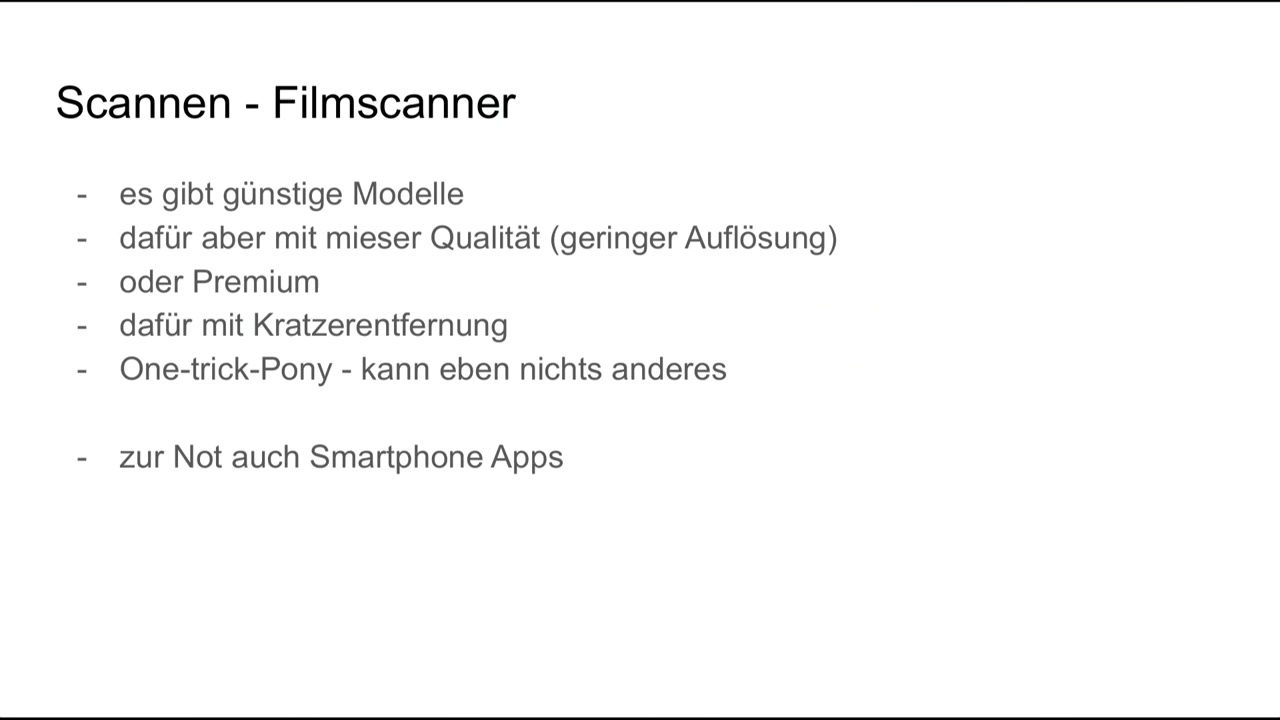 Scannen - Filmscanner
- es gibt günstige Modelle
- dafür aber mit mieser Qualität (geringer Auflösung)
- oder Premium
- dafür mit Kratzerentfernung
- One-trick-Pony - kann eben nichts anderes
- zur Not auch Smartphone Apps